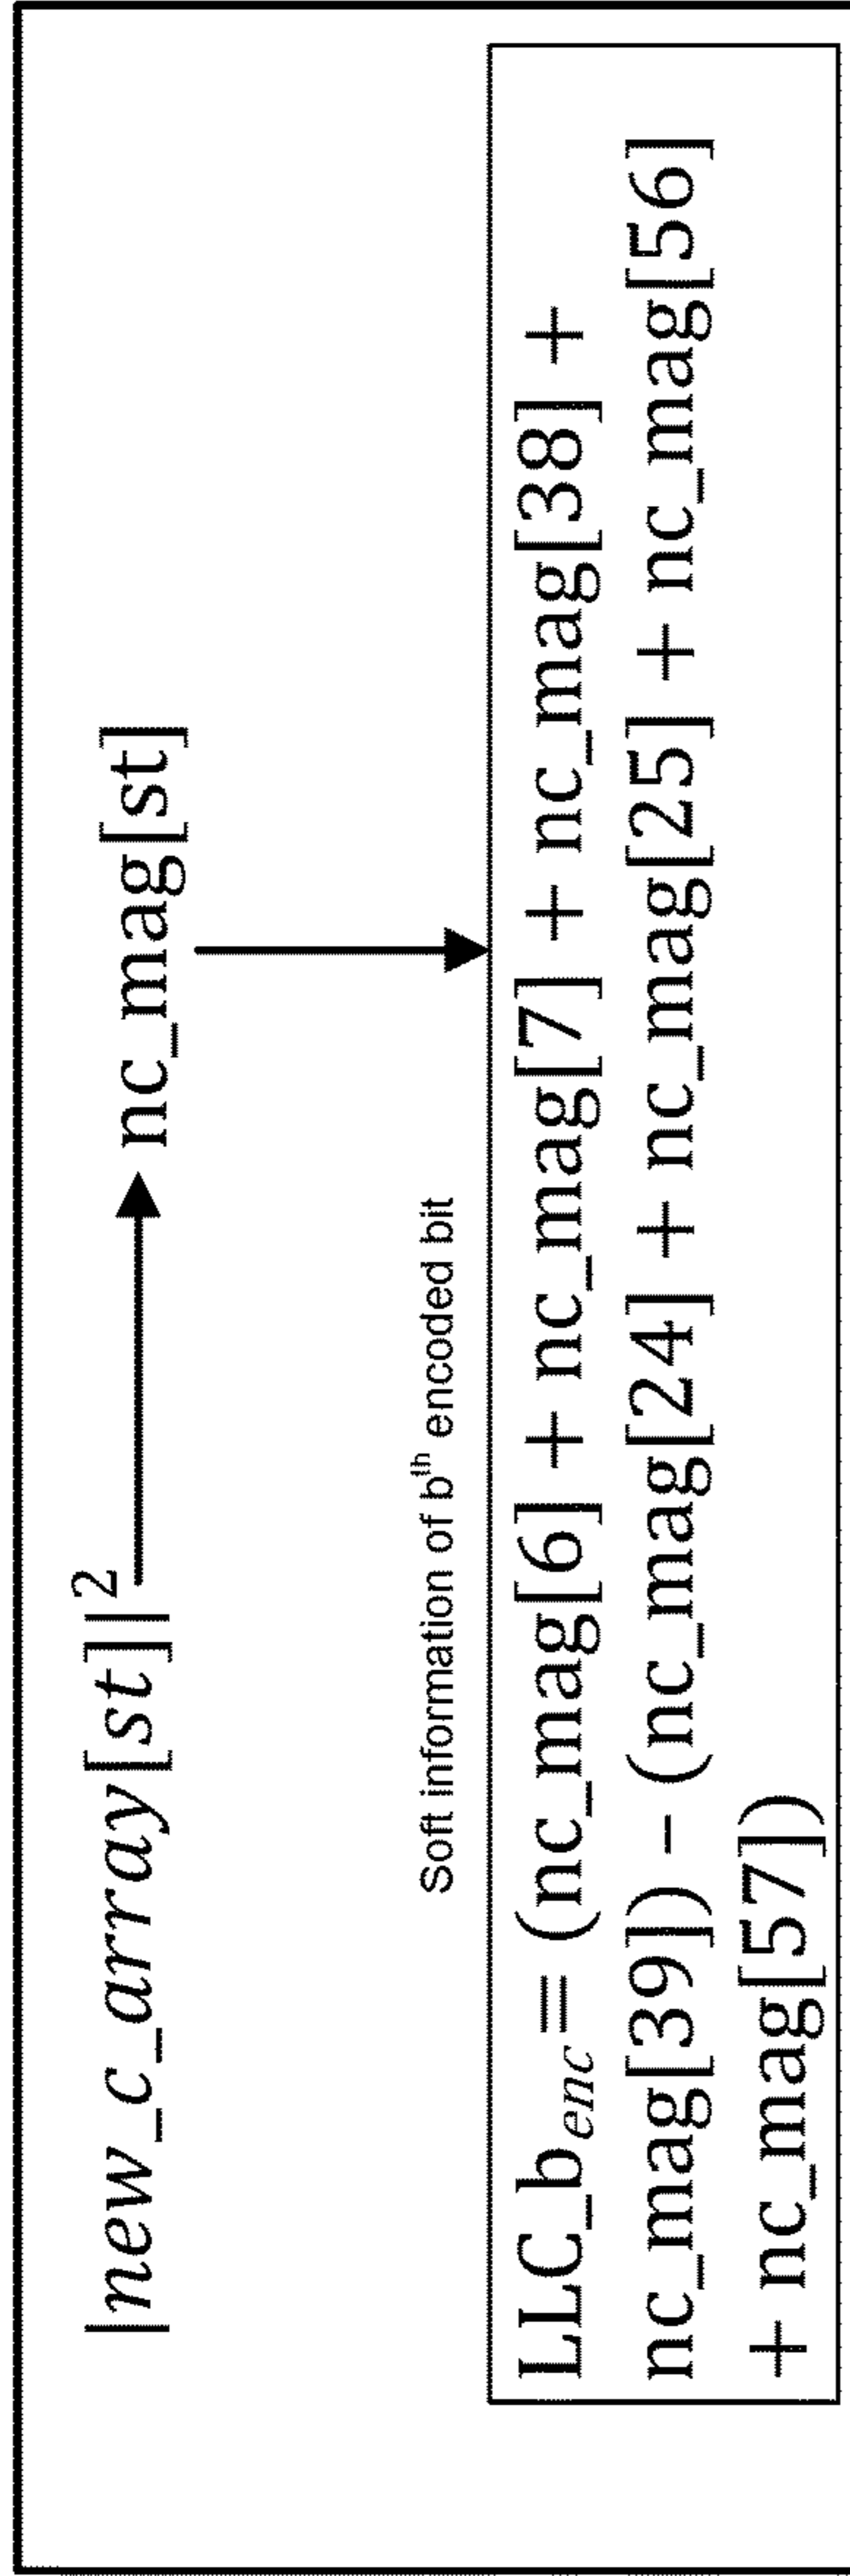 |new_c_array[st]|² nc_mag[st]
Soft information of bᵗʰ encoded bit
LLC_b_enc = (nc_mag[6] + nc_mag[7] + nc_mag[38] +
nc_mag[39]) – (nc_mag[24] + nc_mag[25] + nc_mag[56]
+ nc_mag[57])